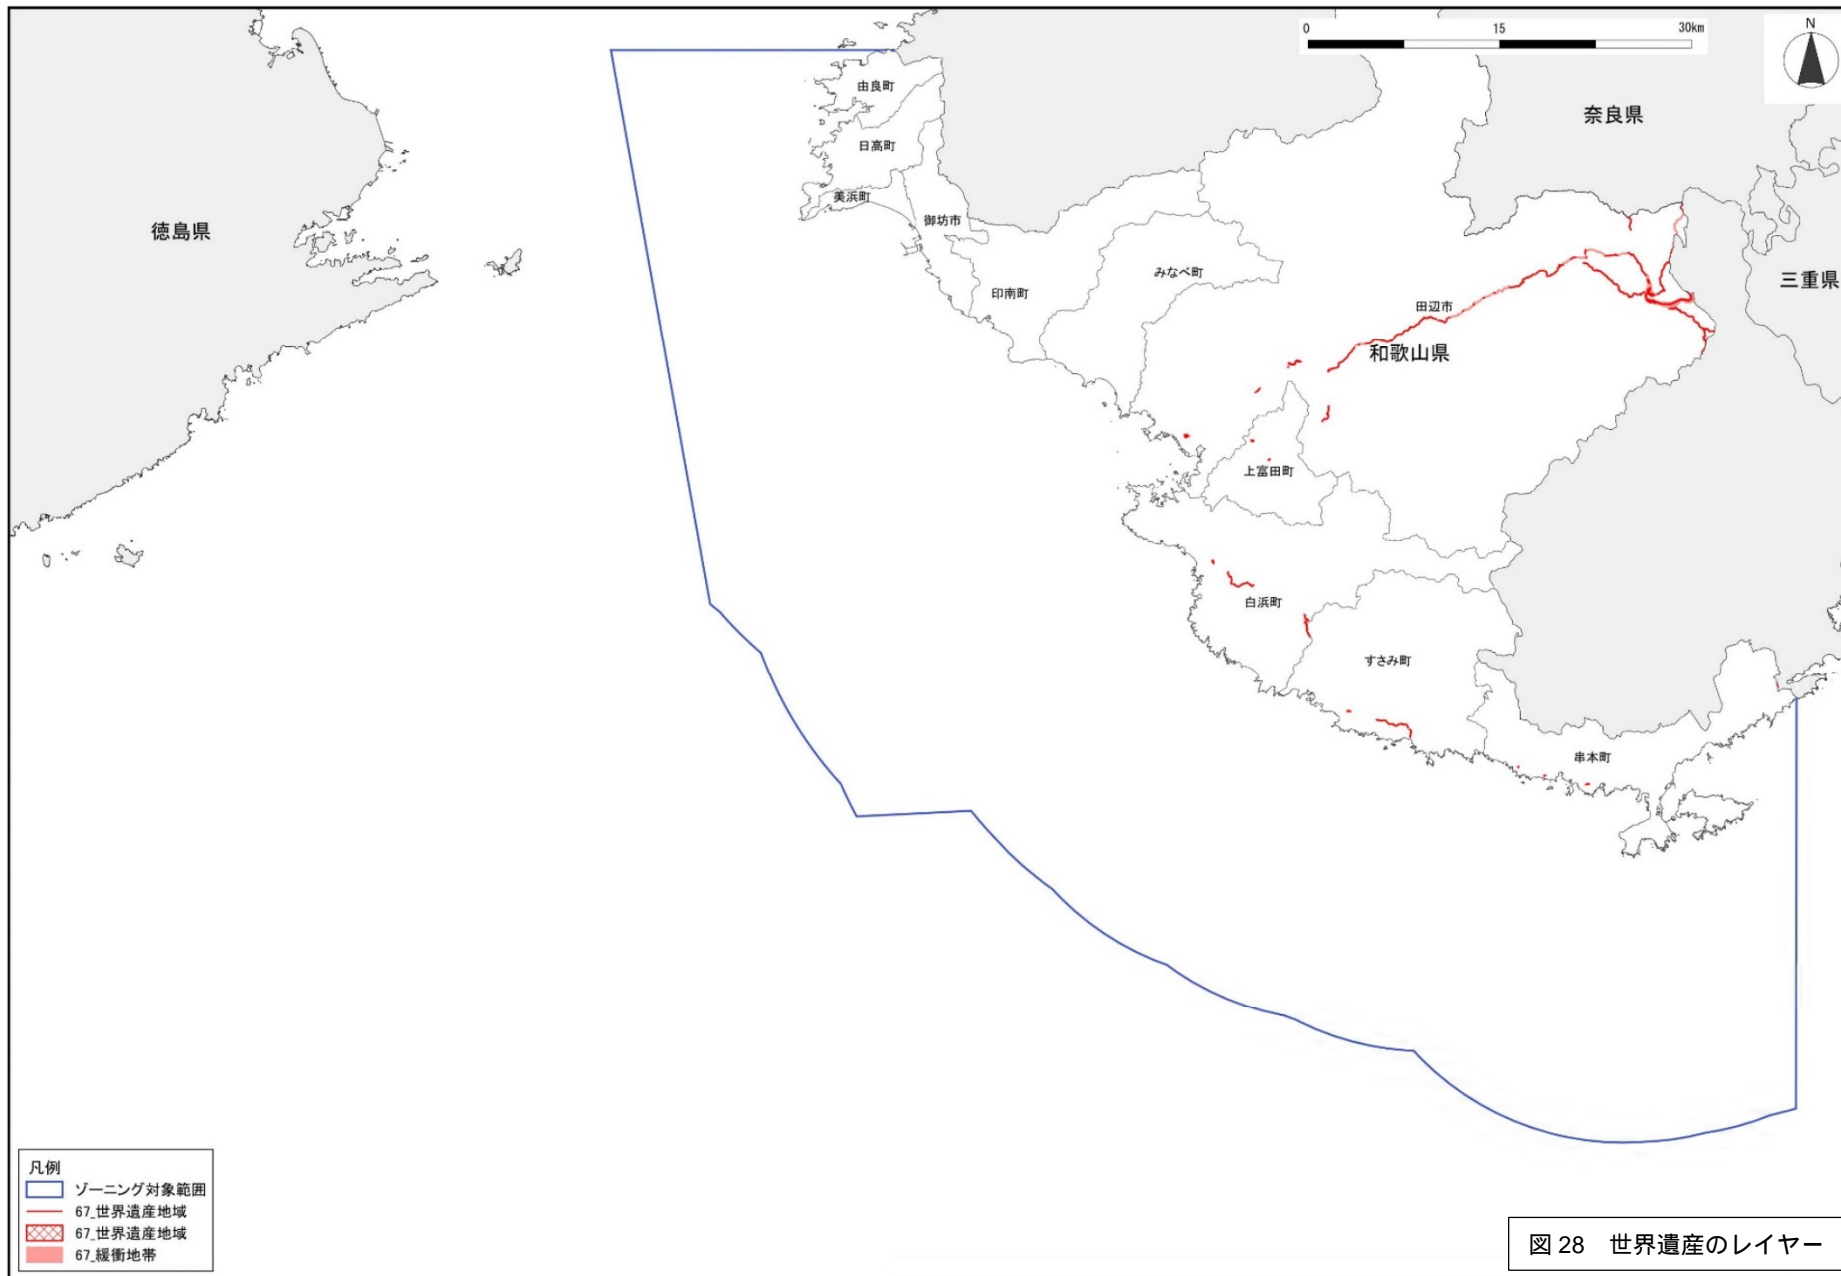 0 15 30km
N
由良町
奈良県
日高町
美浜町
御坊市
徳島県
みなべ町
三重県
印南町
田辺市
和歌山県
上富田町
白浜町
すさみ町
串本町
凡例
ゾーニング対象範囲
67_世界遺産地域
67_世界遺産地域
67_緩衝地帯
図 28 世界遺産のレイヤー